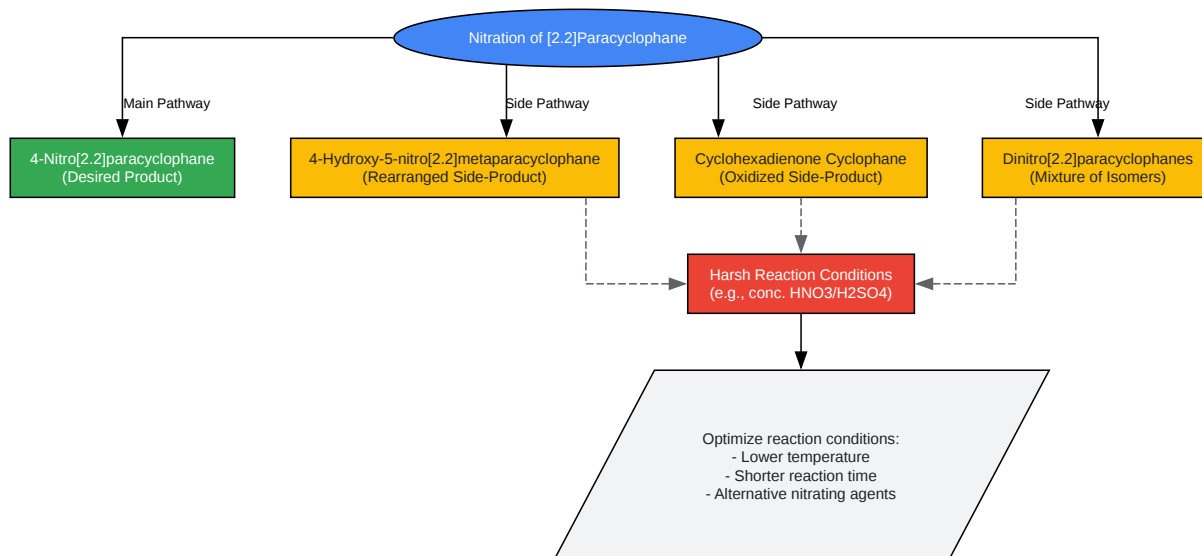 Nitration of [2.2]Paracyclophane
Main Pathway
Side Pathway
Side Pathway
Side Pathway
4-Nitro[2.2]paracyclophane
(Desired Product)
4-Hydroxy-5-nitro[2.2]metaparacyclophane
(Rearranged Side-Product)
Cyclohexadienone Cyclophane
(Oxidized Side-Product)
Dinitro[2.2]paracyclophanes
(Mixture of Isomers)
Harsh Reaction Conditions
(e.g., conc. HNO3/H2SO4)
Optimize reaction conditions:
- Lower temperature
- Shorter reaction time
- Alternative nitrating agents